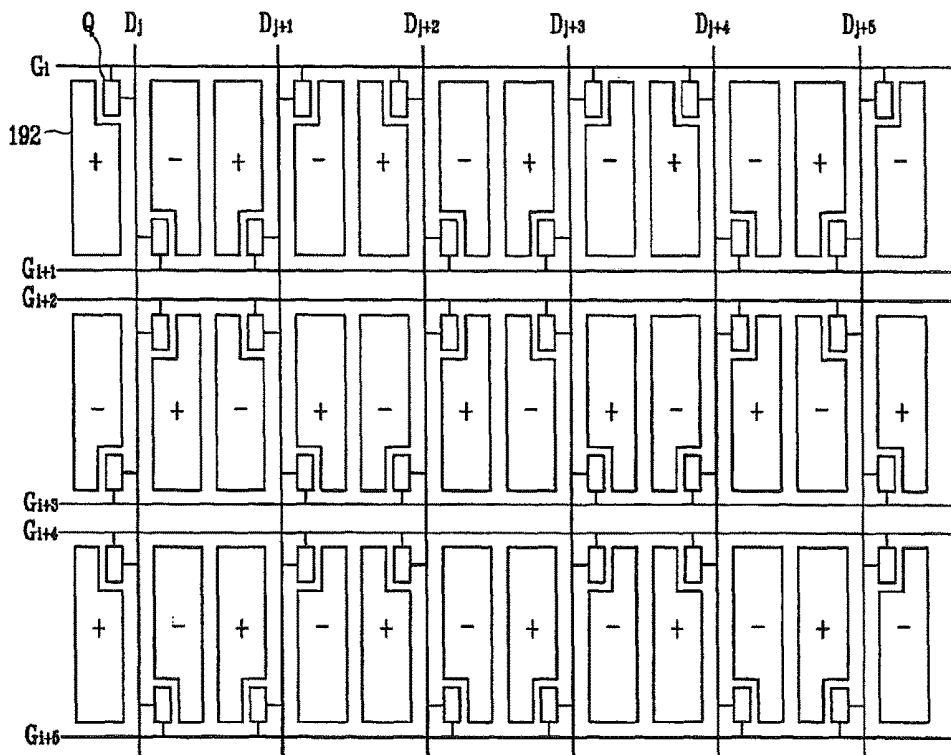 Q Dj Dj+1 Dj+2 Dj+3 Dj+4 Dj+5
Gi
192
+ - + - + - + - + - + -
Gi+1
Gi+2
- + - + - + - + - + - +
Gi+3
Gi+4
+ - + - + - + - + - + -
Gi+5